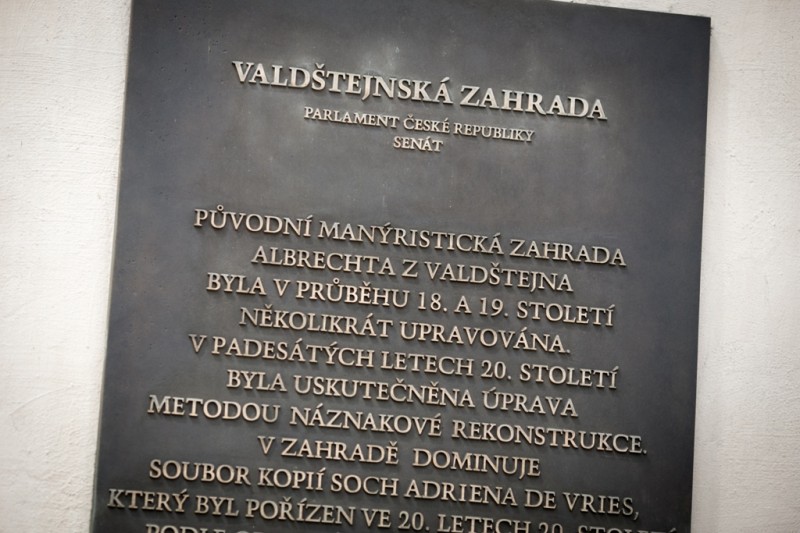 VALDŠTEJNSKÁ ZAHRADA
PARLAMENT ČESKÉ REPUBLIKY
SENÁT
PŮVODNÍ MANÝRISTICKÁ ZAHRADA
ALBRECHTA Z VALDŠTEJNA
BYLA V PRŮBĚHU 18. A 19. STOLETÍ
NĚKOLIKRÁT UPRAVOVÁNA.
V PADESÁTÝCH LETECH 20. STOLETÍ
BYLA USKUTEČNĚNA ÚPRAVA
METODOU NÁZNAKOVÉ REKONSTRUKCE.
V ZAHRADĚ DOMINUJE
SOUBOR KOPIÍ SOCH ADRIENA DE VRIES,
KTERÝ BYL POŘÍZEN VE 20. LETECH 20. STOLETÍ
PODLE